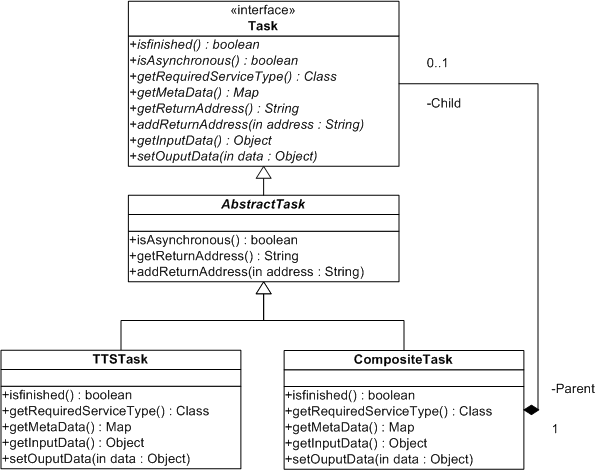 «interface»
Task
+isfinished() : boolean
+isAsynchronous() : boolean
+getRequiredServiceType() : Class
+getMetaData() : Map
+getReturnAddress() : String
+addReturnAddress(in address : String)
+getInputData() : Object
+setOuputData(in data : Object)
0..1
-Child
AbstractTask
+isAsynchronous() : boolean
+getReturnAddress() : String
+addReturnAddress(in address : String)
TTSTask
+isfinished() : boolean
+getRequiredServiceType() : Class
+getMetaData() : Map
+getInputData() : Object
+setOuputData(in data : Object)
CompositeTask
+isfinished() : boolean
+getRequiredServiceType() : Class
+getMetaData() : Map
+getInputData() : Object
+setOuputData(in data : Object)
-Parent
1